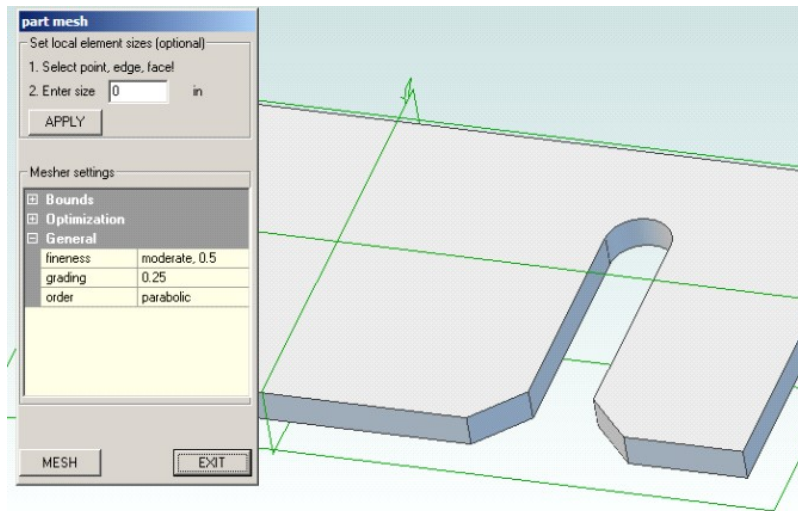 part mesh
Set local element sizes (optional)
1. Select point, edge, face!
2. Enter size 0 in
APPLY
Mesher settings
Bounds
Optimization
General
fineness moderate, 0.5
grading 0.25
order parabolic
MESH EXIT